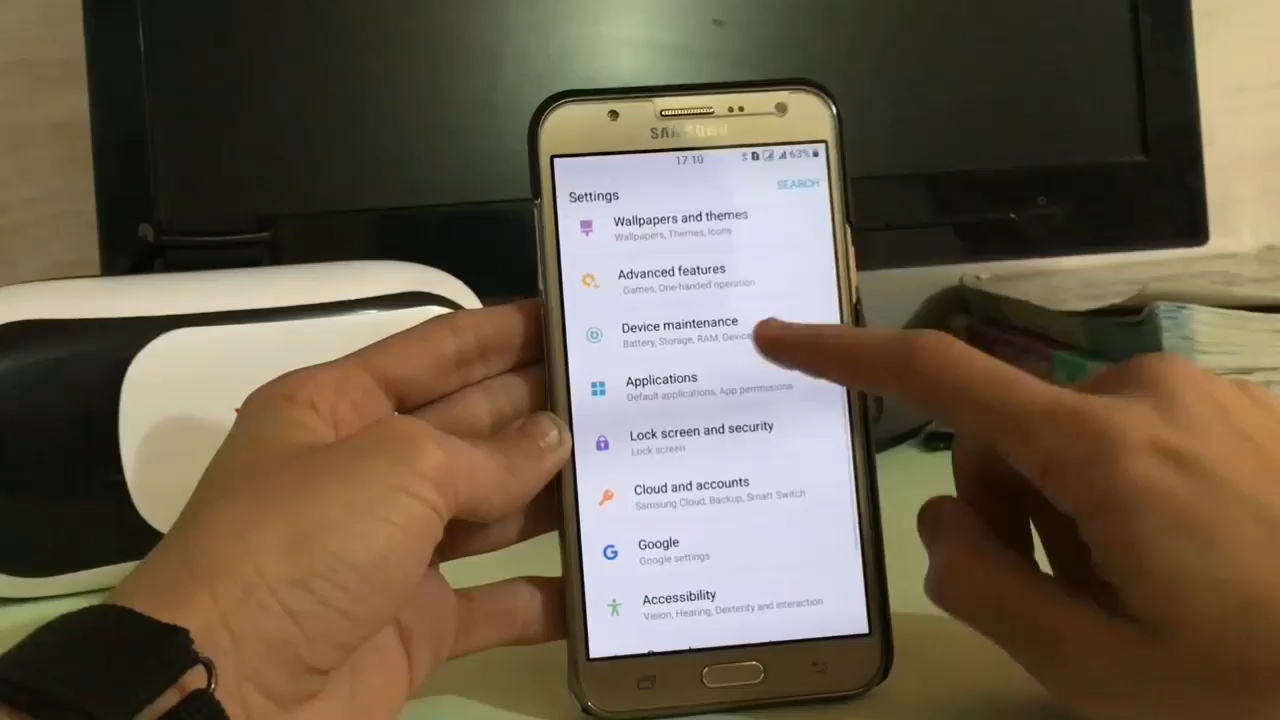 SAMSUNG
17.10
63%
Settings
SEARCH
Wallpapers and themes
Wallpapers, Themes, Icons
Advanced features
Games, One-handed operation
Device maintenance
Battery, Storage, RAM, Device
Applications
Default applications, App permissions
Lock screen and security
Lock screen
Cloud and accounts
Samsung Cloud, Backup, Smart Switch
Google
Google settings
Accessibility
Vision, Hearing, Dexterity and interaction